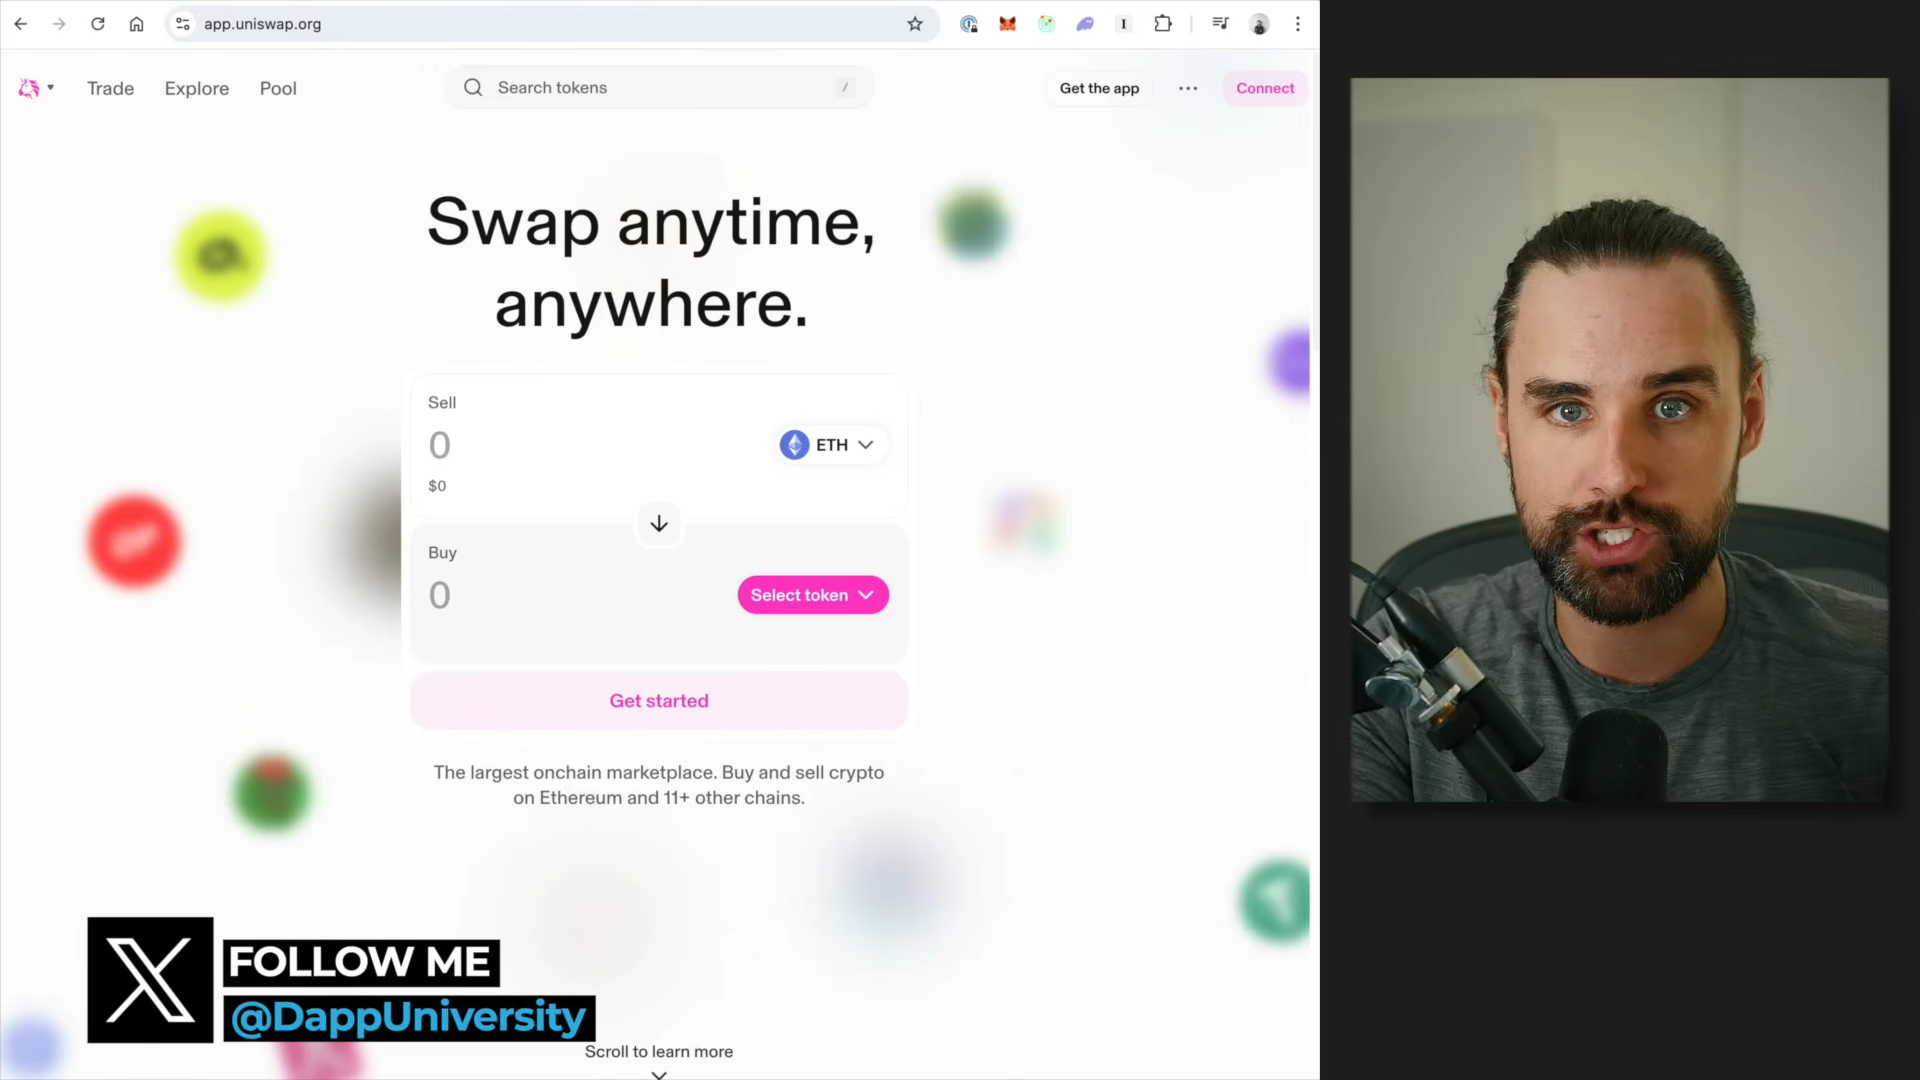 app.uniswap.org
Trade
Explore
Pool
Search tokens
/
Get the app
Connect
Swap anytime,
anywhere.
Sell
0
ETH
$0
Buy
0
Select token
Get started
The largest onchain marketplace. Buy and sell crypto
on Ethereum and 11+ other chains.
FOLLOW ME
@DappUniversity
Scroll to learn more